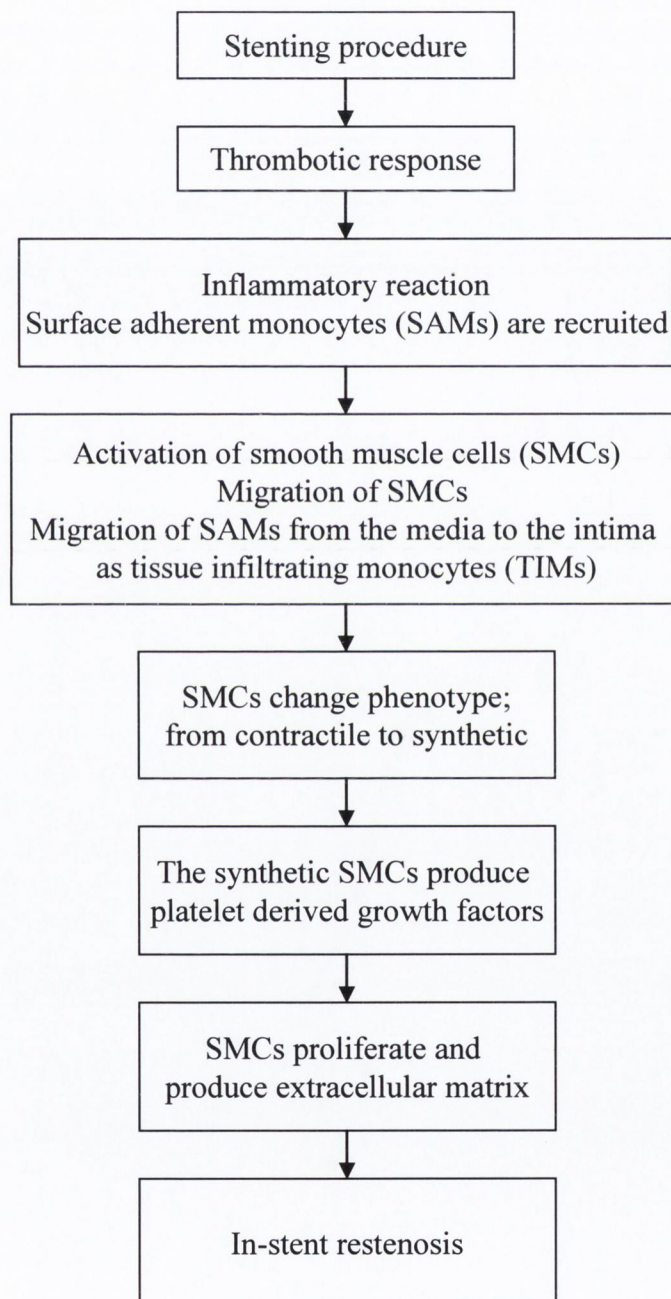 Stenting procedure
Thrombotic response
Inflammatory reaction
Surface adherent monocytes (SAMs) are recruited
Activation of smooth muscle cells (SMCs)
Migration of SMCs
Migration of SAMs from the media to the intima
as tissue infiltrating monocytes (TIMs)
SMCs change phenotype;
from contractile to synthetic
The synthetic SMCs produce
platelet derived growth factors
SMCs proliferate and
produce extracellular matrix
In-stent restenosis